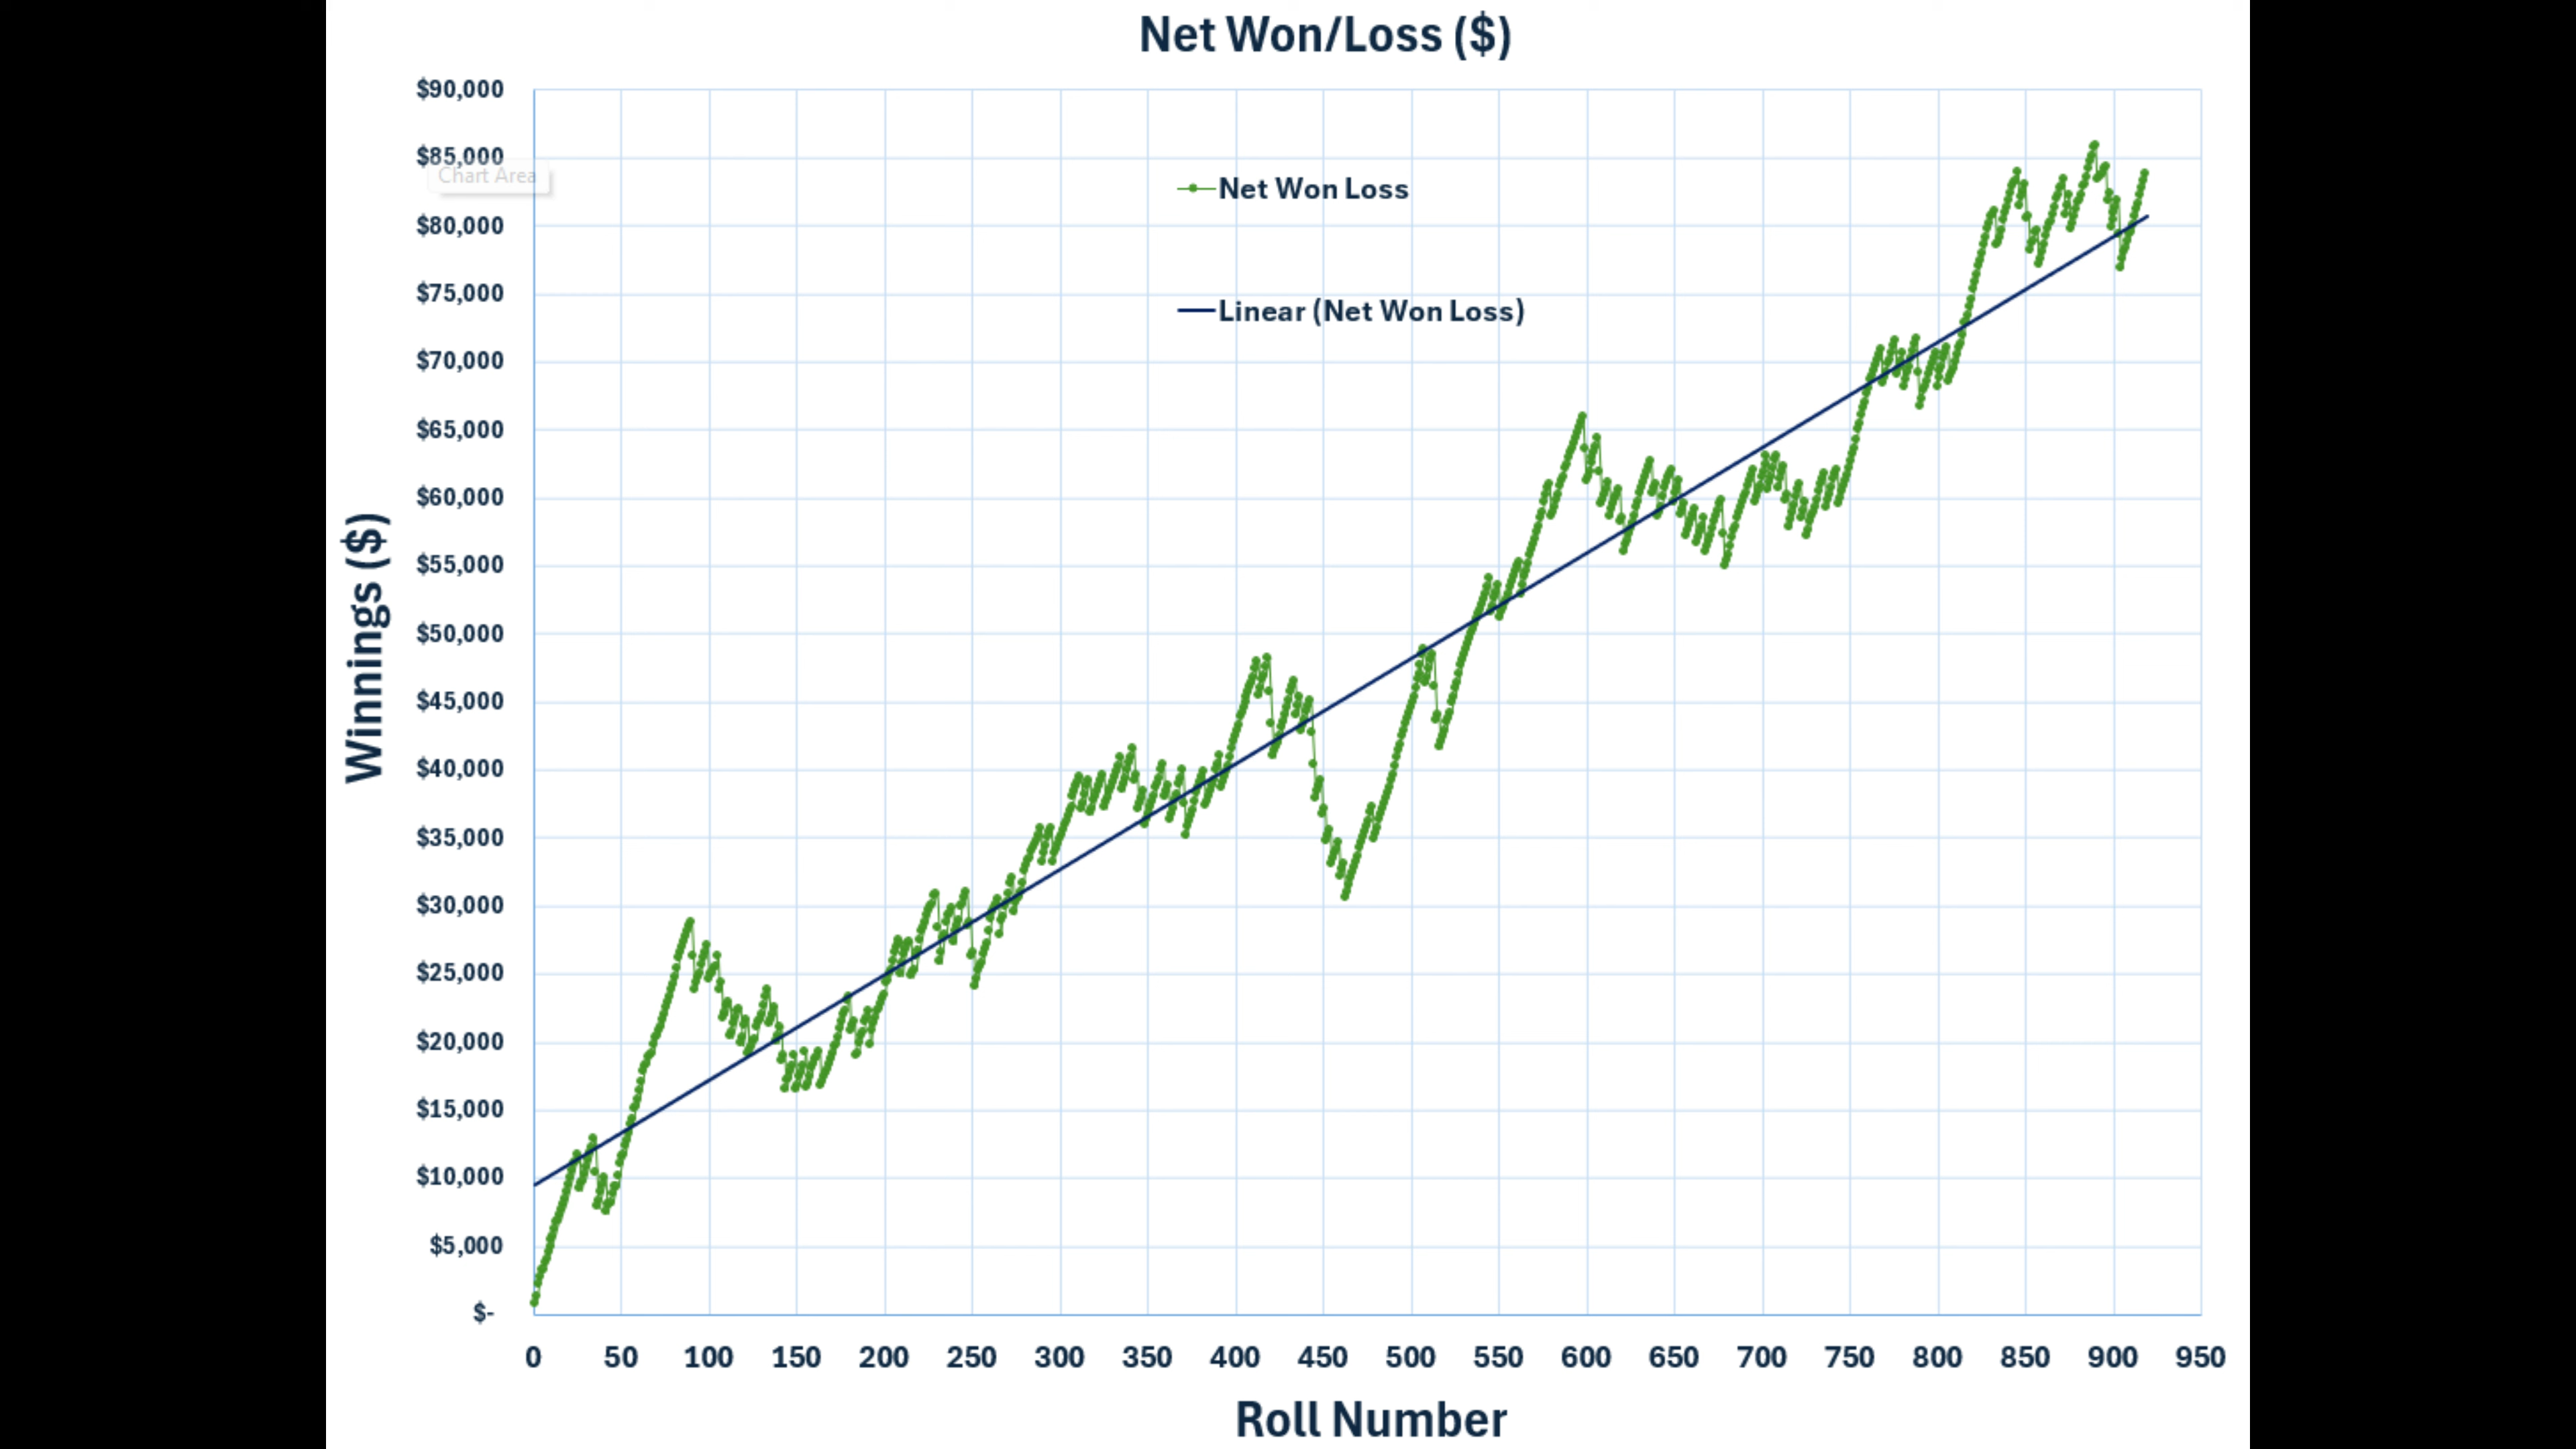 Net Won/Loss ($)
$90,000
$85,000
Chart Area
$80,000
$75,000
$70,000
$65,000
$60,000
$55,000
$50,000
$45,000
$40,000
$35,000
$30,000
$25,000
$20,000
$15,000
$10,000
$5,000
$-
Winnings ($)
Net Won Loss
Linear (Net Won Loss)
0 50 100 150 200 250 300 350 400 450 500 550 600 650 700 750 800 850 900 950
Roll Number